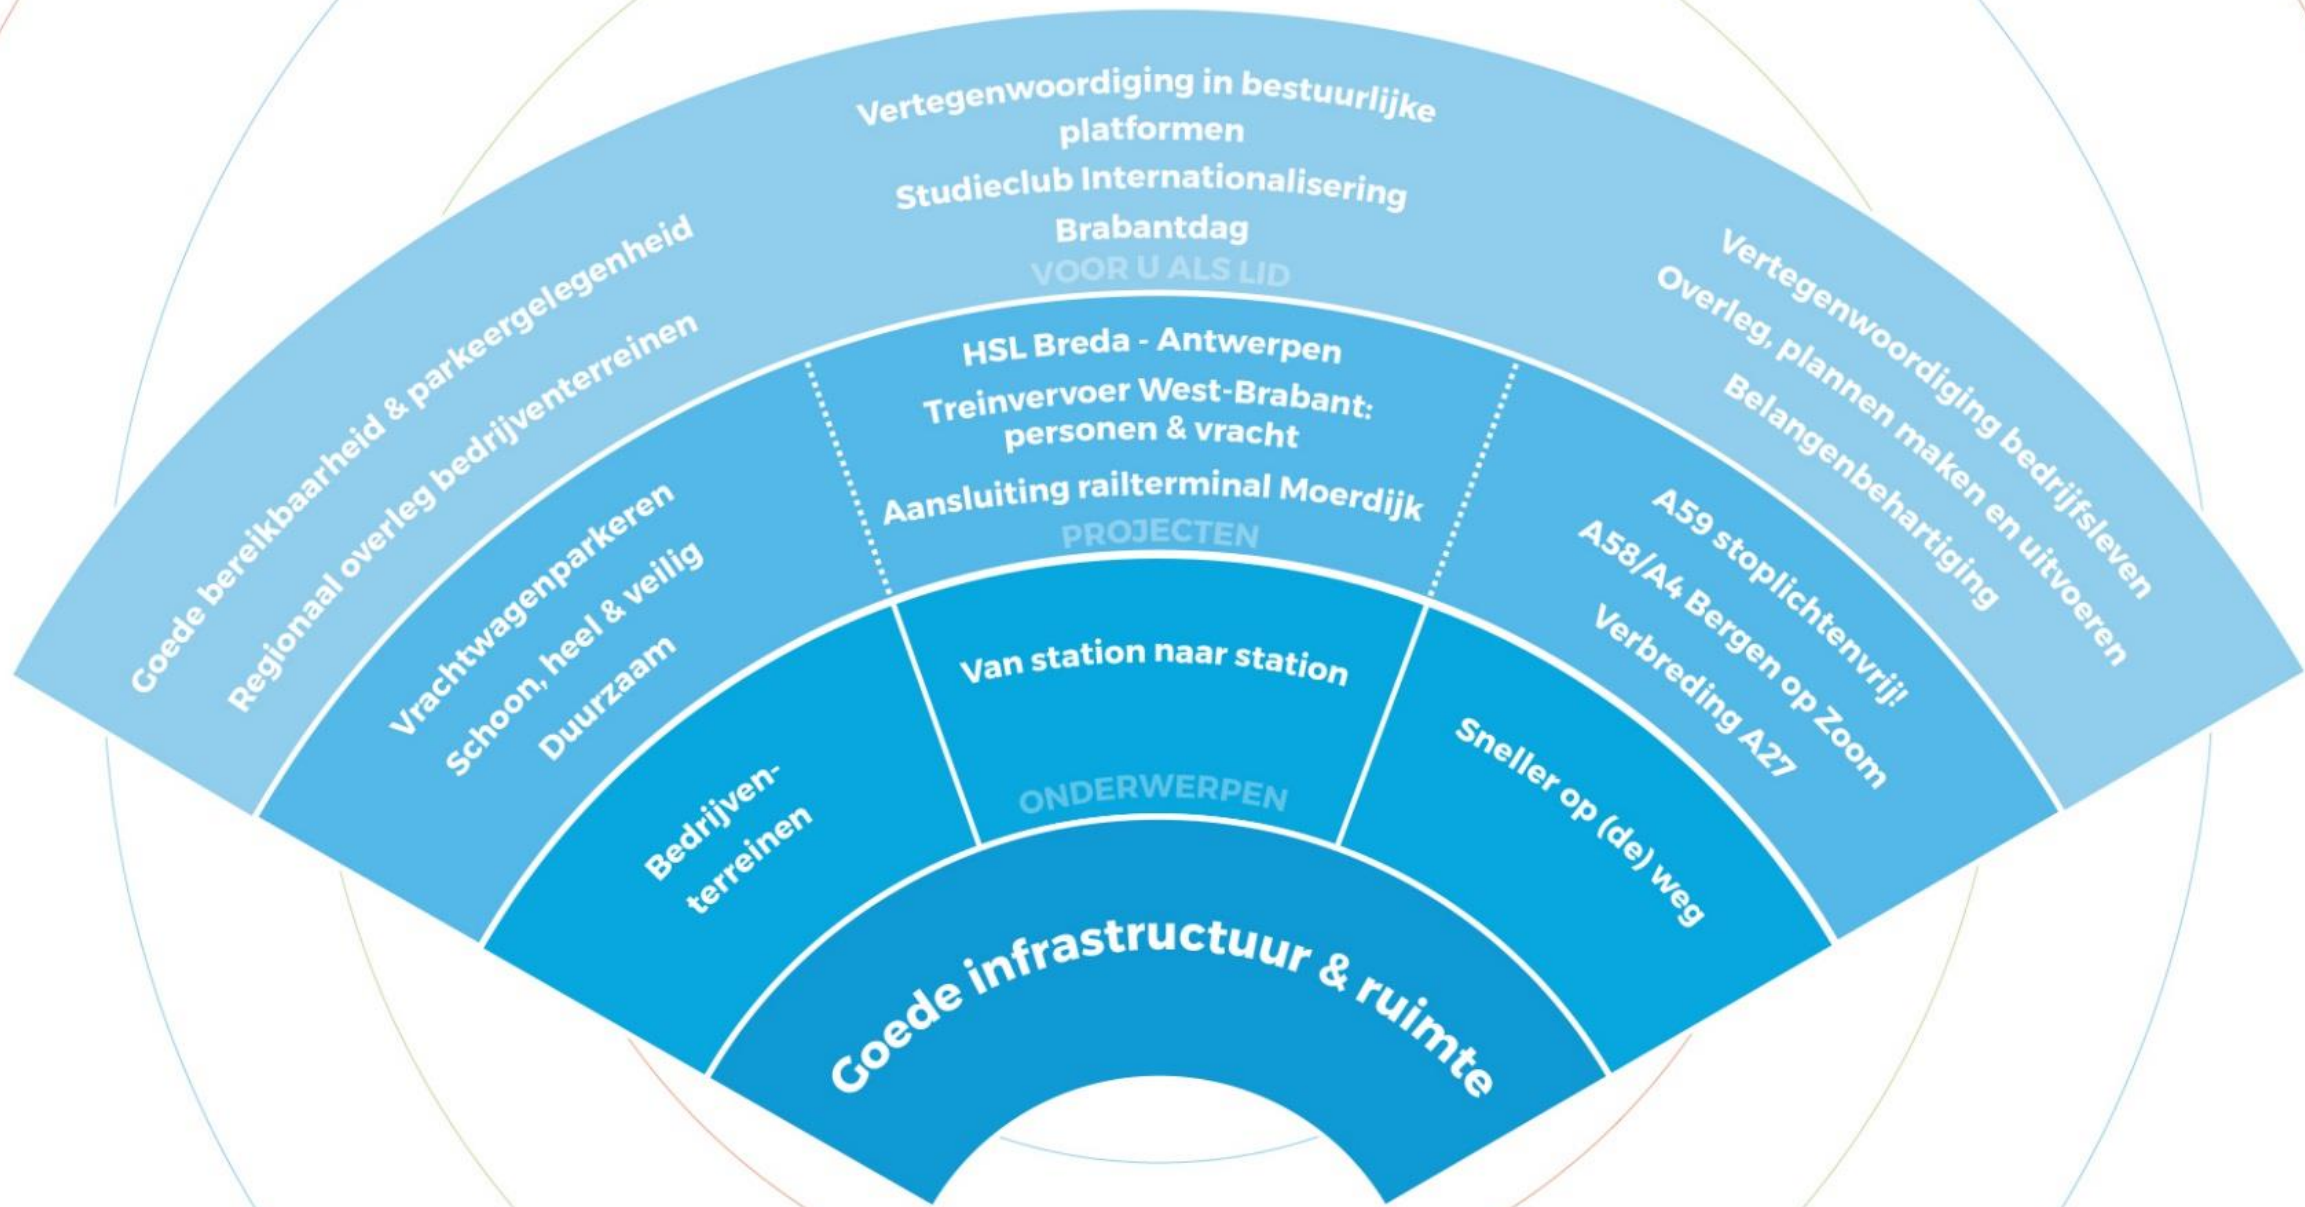 Vertegenwoordiging in bestuurlijke
platformen
Studieclub Internationalisering
Brabantdag
VOOR U ALS LID
Goede bereikbaarheid & parkeergelegenheid
Regionaal overleg bedrijventerreinen
Vertegenwoordiging bedrijfsleven
Overleg, plannen maken en uitvoeren
Belangenbehartiging
HSL Breda - Antwerpen
Treinvervoer West-Brabant:
personen & vracht
Aansluiting railterminal Moerdijk
PROJECTEN
Vrachtwagenparkeren
Schoon, heel & veilig
Duurzaam
A59 stoplichtenvrij!
A58/A4 Bergen op Zoom
Verbreding A27
Bedrijven-
terreinen
Van station naar station
ONDERWERPEN
Sneller op (de) weg
Goede infrastructuur & ruimte